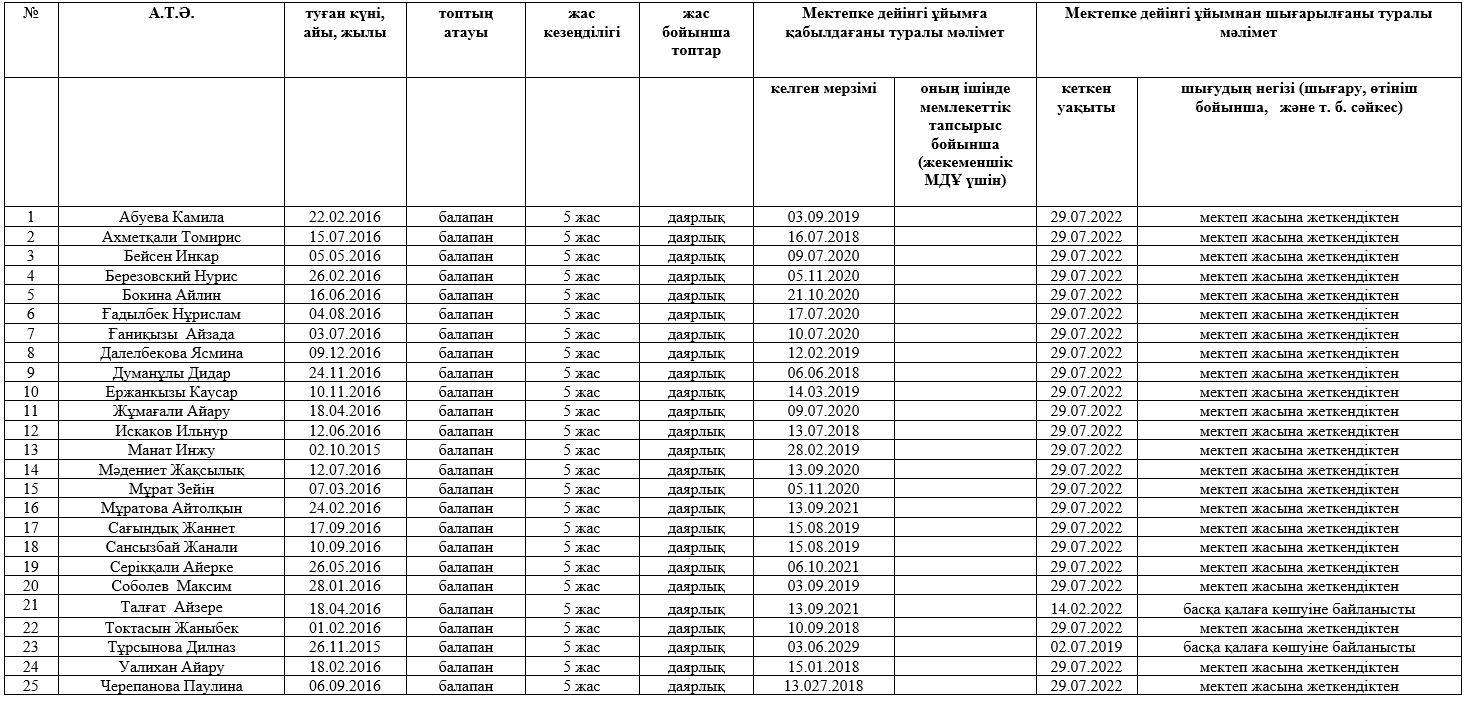 № А.Т.Ә. туған күні, айы, жылы топтың атауы жас кезеңділігі жас бойынша топтар Мектепке дейінгі ұйымға қабылдағаны туралы мәлімет Мектепке дейінгі ұйымнан шығарылғаны туралы мәлімет
келген мерзімі оның ішінде мемлекеттік тапсырыс бойынша (жекеменшік МДҰ үшін) кеткен уақыты шығудың негізі (шығару, өтініш бойынша, және т. б. сәйкес)
1 Абуева Камила 22.02.2016 балапан 5 жас даярлық 03.09.2019 29.07.2022 мектеп жасына жеткендіктен
2 Ахметқали Томирис 15.07.2016 балапан 5 жас даярлық 16.07.2018 29.07.2022 мектеп жасына жеткендіктен
3 Бейсен Инкар 05.05.2016 балапан 5 жас даярлық 09.07.2020 29.07.2022 мектеп жасына жеткендіктен
4 Березовский Нурис 26.02.2016 балапан 5 жас даярлық 05.11.2020 29.07.2022 мектеп жасына жеткендіктен
5 Бокина Айлин 16.06.2016 балапан 5 жас даярлық 21.10.2020 29.07.2022 мектеп жасына жеткендіктен
6 Ғадылбек Нұрислам 04.08.2016 балапан 5 жас даярлық 17.07.2020 29.07.2022 мектеп жасына жеткендіктен
7 Ғаниқызы Айзада 03.07.2016 балапан 5 жас даярлық 10.07.2020 29.07.2022 мектеп жасына жеткендіктен
8 Далелбекова Ясмина 09.12.2016 балапан 5 жас даярлық 12.02.2019 29.07.2022 мектеп жасына жеткендіктен
9 Думанұлы Дидар 24.11.2016 балапан 5 жас даярлық 06.06.2018 29.07.2022 мектеп жасына жеткендіктен
10 Ержанкызы Каусар 10.11.2016 балапан 5 жас даярлық 14.03.2019 29.07.2022 мектеп жасына жеткендіктен
11 Жұмағали Айару 18.04.2016 балапан 5 жас даярлық 09.07.2020 29.07.2022 мектеп жасына жеткендіктен
12 Искаков Ильнур 12.06.2016 балапан 5 жас даярлық 13.07.2018 29.07.2022 мектеп жасына жеткендіктен
13 Манат Инжу 02.10.2015 балапан 5 жас даярлық 28.02.2019 29.07.2022 мектеп жасына жеткендіктен
14 Мәдениет Жақсылық 12.07.2016 балапан 5 жас даярлық 13.09.2020 29.07.2022 мектеп жасына жеткендіктен
15 Мұрат Зейін 07.03.2016 балапан 5 жас даярлық 05.11.2020 29.07.2022 мектеп жасына жеткендіктен
16 Мұратова Айтолқын 24.02.2016 балапан 5 жас даярлық 13.09.2021 29.07.2022 мектеп жасына жеткендіктен
17 Сағындық Жаннет 17.09.2016 балапан 5 жас даярлық 15.08.2019 29.07.2022 мектеп жасына жеткендіктен
18 Сансызбай Жанали 10.09.2016 балапан 5 жас даярлық 15.08.2019 29.07.2022 мектеп жасына жеткендіктен
19 Серікқали Айерке 26.05.2016 балапан 5 жас даярлық 06.10.2021 29.07.2022 мектеп жасына жеткендіктен
20 Соболев Максим 28.01.2016 балапан 5 жас даярлық 03.09.2019 29.07.2022 мектеп жасына жеткендіктен
21 Талғат Айзере 18.04.2016 балапан 5 жас даярлық 13.09.2021 14.02.2022 басқа қалаға көшуіне байланысты
22 Токтасын Жаныбек 01.02.2016 балапан 5 жас даярлық 10.09.2018 29.07.2022 мектеп жасына жеткендіктен
23 Тұрсынова Дилназ 26.11.2015 балапан 5 жас даярлық 03.06.2029 02.07.2019 басқа қалаға көшуіне байланысты
24 Уалихан Айару 18.02.2016 балапан 5 жас даярлық 15.01.2018 29.07.2022 мектеп жасына жеткендіктен
25 Черепанова Паулина 06.09.2016 балапан 5 жас даярлық 13.027.2018 29.07.2022 мектеп жасына жеткендіктен